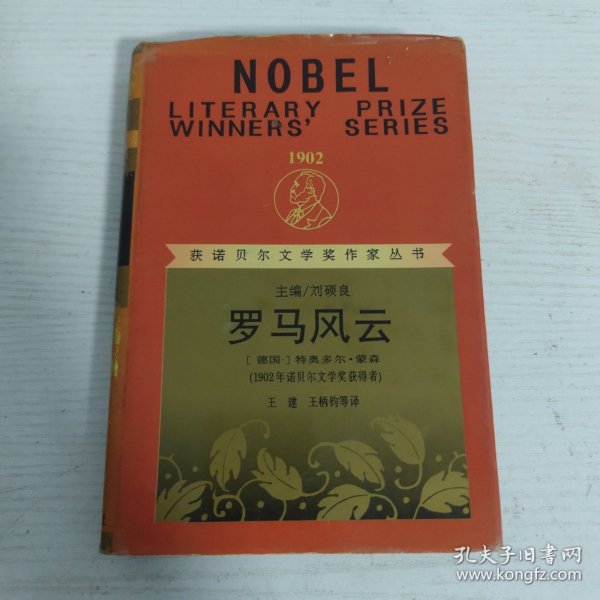 NOBEL
LITERARY PRIZE
WINNERS' SERIES
1902
获诺贝尔文学奖作家丛书
主编/刘硕良
罗马风云
[德国]特奥多尔·蒙森
(1902年诺贝尔文学奖获得者)
王建 王柄钧等译
孔夫子旧书网
www.kongfz.com